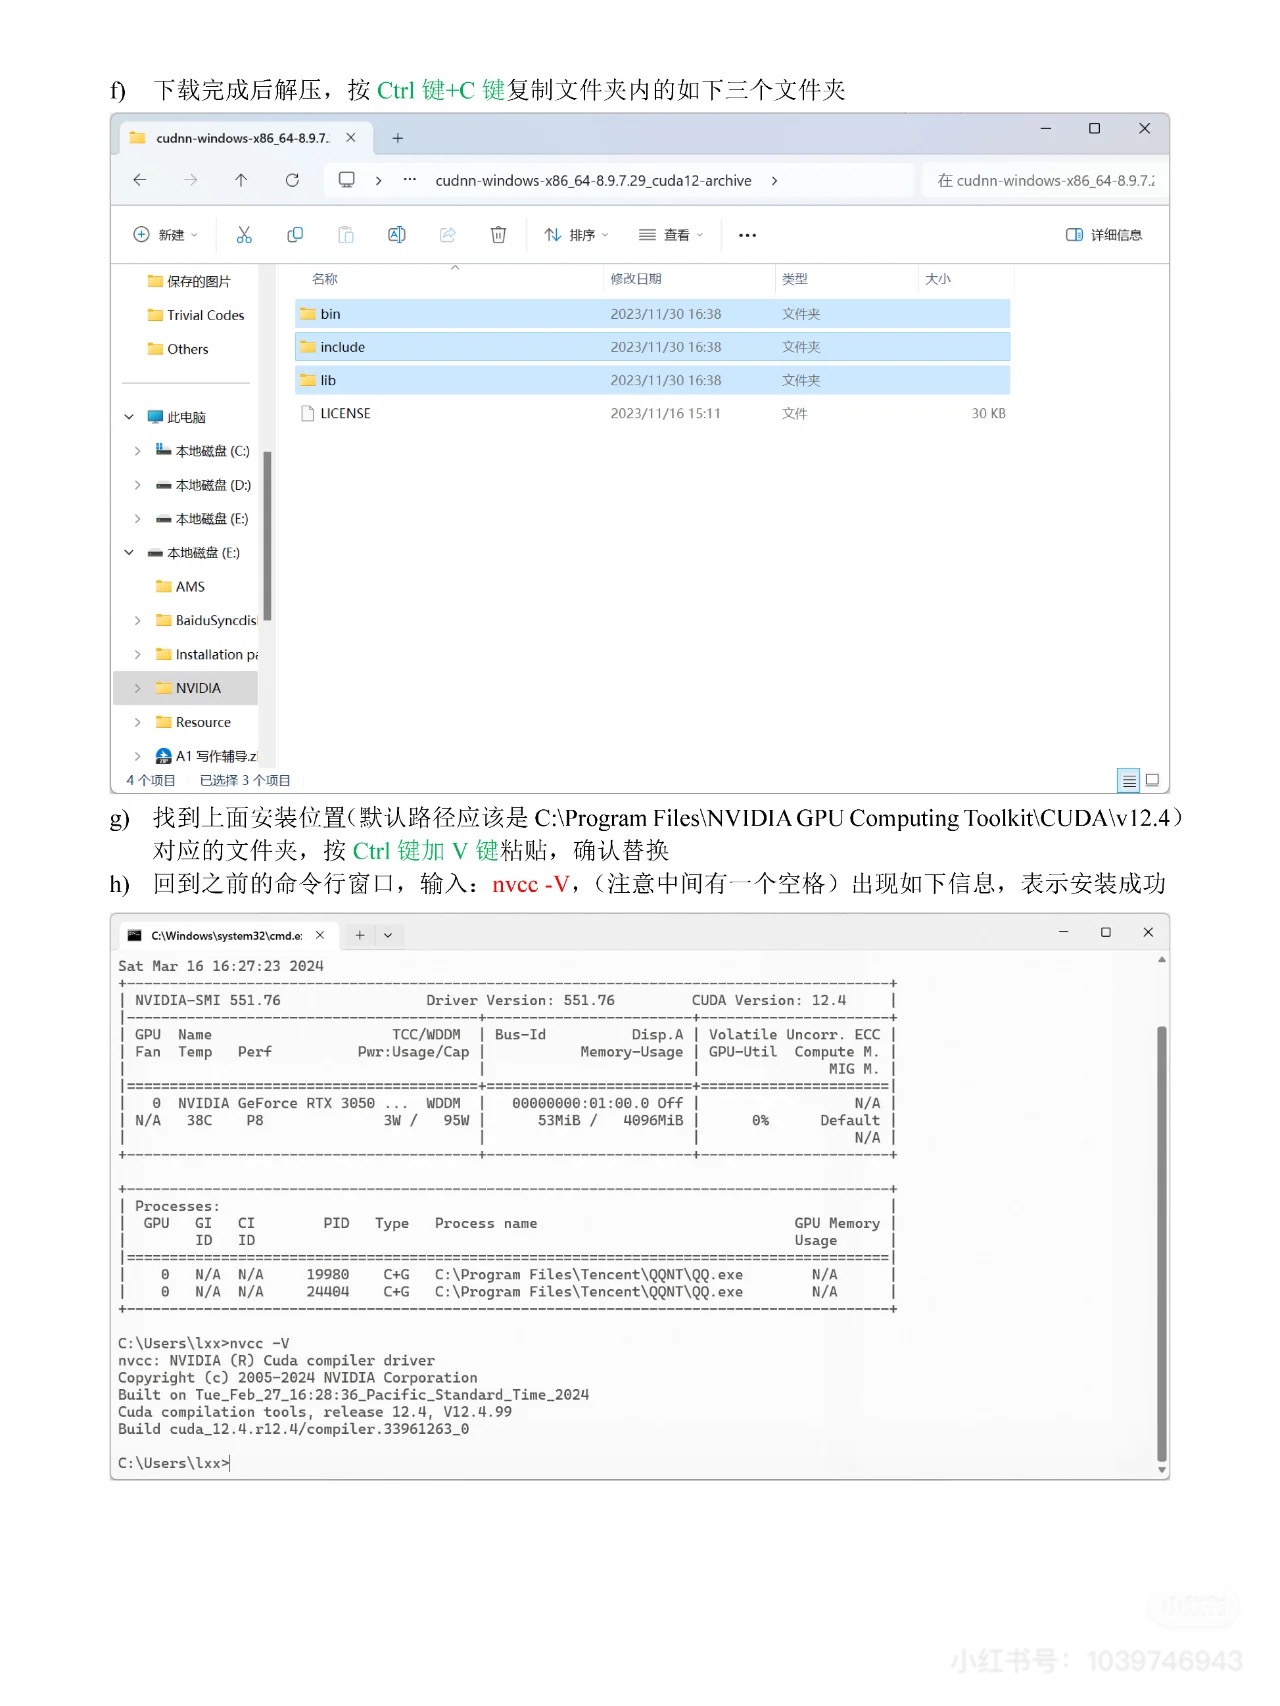 f) 下载完成后解压，按 Ctrl 键+C 键复制文件夹内的如下三个文件夹
cudnn-windows-x86_64-8.9.7.
cudnn-windows-x86_64-8.9.7.29_cuda12-archive
在 cudnn-windows-x86_64-8.9.7.2
新建 排序 查看 ... 详细信息
名称 修改日期 类型 大小
保存的图片
Trivial Codes
Others
此电脑
本地磁盘 (C:)
本地磁盘 (D:)
本地磁盘 (E:)
本地磁盘 (E:)
AMS
BaiduSyncdis
Installation pa
NVIDIA
Resource
A1 写作辅导.zi
bin 2023/11/30 16:38 文件夹
include 2023/11/30 16:38 文件夹
lib 2023/11/30 16:38 文件夹
LICENSE 2023/11/16 15:11 文件 30 KB
4 个项目 已选择 3 个项目
g) 找到上面安装位置（默认路径应该是 C:\Program Files\NVIDIA GPU Computing Toolkit\CUDA\v12.4）
对应的文件夹，按 Ctrl 键加 V 键粘贴，确认替换
h) 回到之前的命令行窗口，输入：nvcc -V，（注意中间有一个空格）出现如下信息，表示安装成功
C:\Windows\system32\cmd.e:
Sat Mar 16 16:27:23 2024
NVIDIA-SMI 551.76 Driver Version: 551.76 CUDA Version: 12.4
GPU Name TCC/WDDM | Bus-Id Disp.A | Volatile Uncorr. ECC
Fan Temp Perf Pwr:Usage/Cap | Memory-Usage | GPU-Util Compute M.
MIG M.
0 NVIDIA GeForce RTX 3050 ... WDDM | 00000000:01:00.0 Off | N/A
N/A 38C P8 3W / 95W | 53MiB / 4096MiB | 0% Default
N/A
Processes:
GPU GI CI PID Type Process name GPU Memory
ID ID Usage
0 N/A N/A 19980 C+G C:\Program Files\Tencent\QQNT\QQ.exe N/A
0 N/A N/A 24404 C+G C:\Program Files\Tencent\QQNT\QQ.exe N/A
C:\Users\lxx>nvcc -V
nvcc: NVIDIA (R) Cuda compiler driver
Copyright (c) 2005-2024 NVIDIA Corporation
Built on Tue_Feb_27_16:28:36_Pacific_Standard_Time_2024
Cuda compilation tools, release 12.4, V12.4.99
Build cuda_12.4.r12.4/compiler.33961263_0
C:\Users\lxx>
小红书
小红书号：1039746943